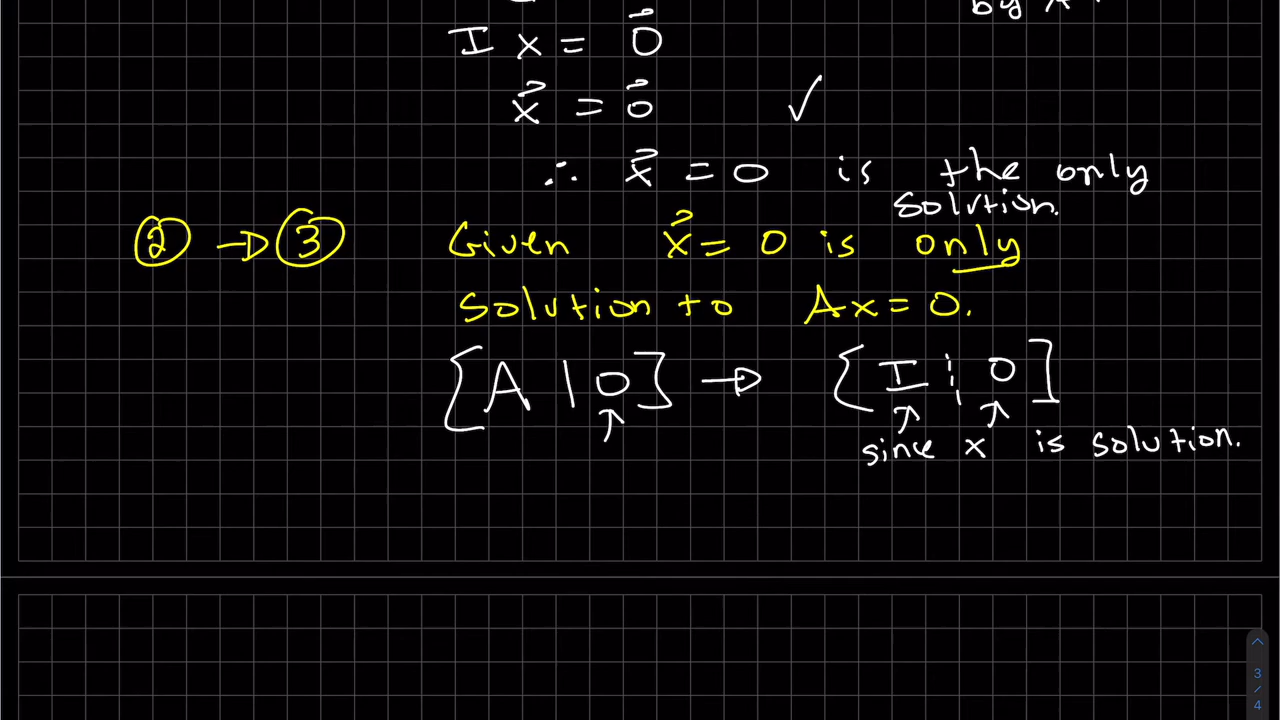 by A
I x = 0⃗
x⃗ = 0⃗ ✓
∴ x⃗ = 0 is the only
solution.
② → ③ Given x⃗ = 0 is only
solution to Ax = 0.
[A | 0] → [I ¦ 0]
↑ ↑ ↑
since x is solution.
3
/
4